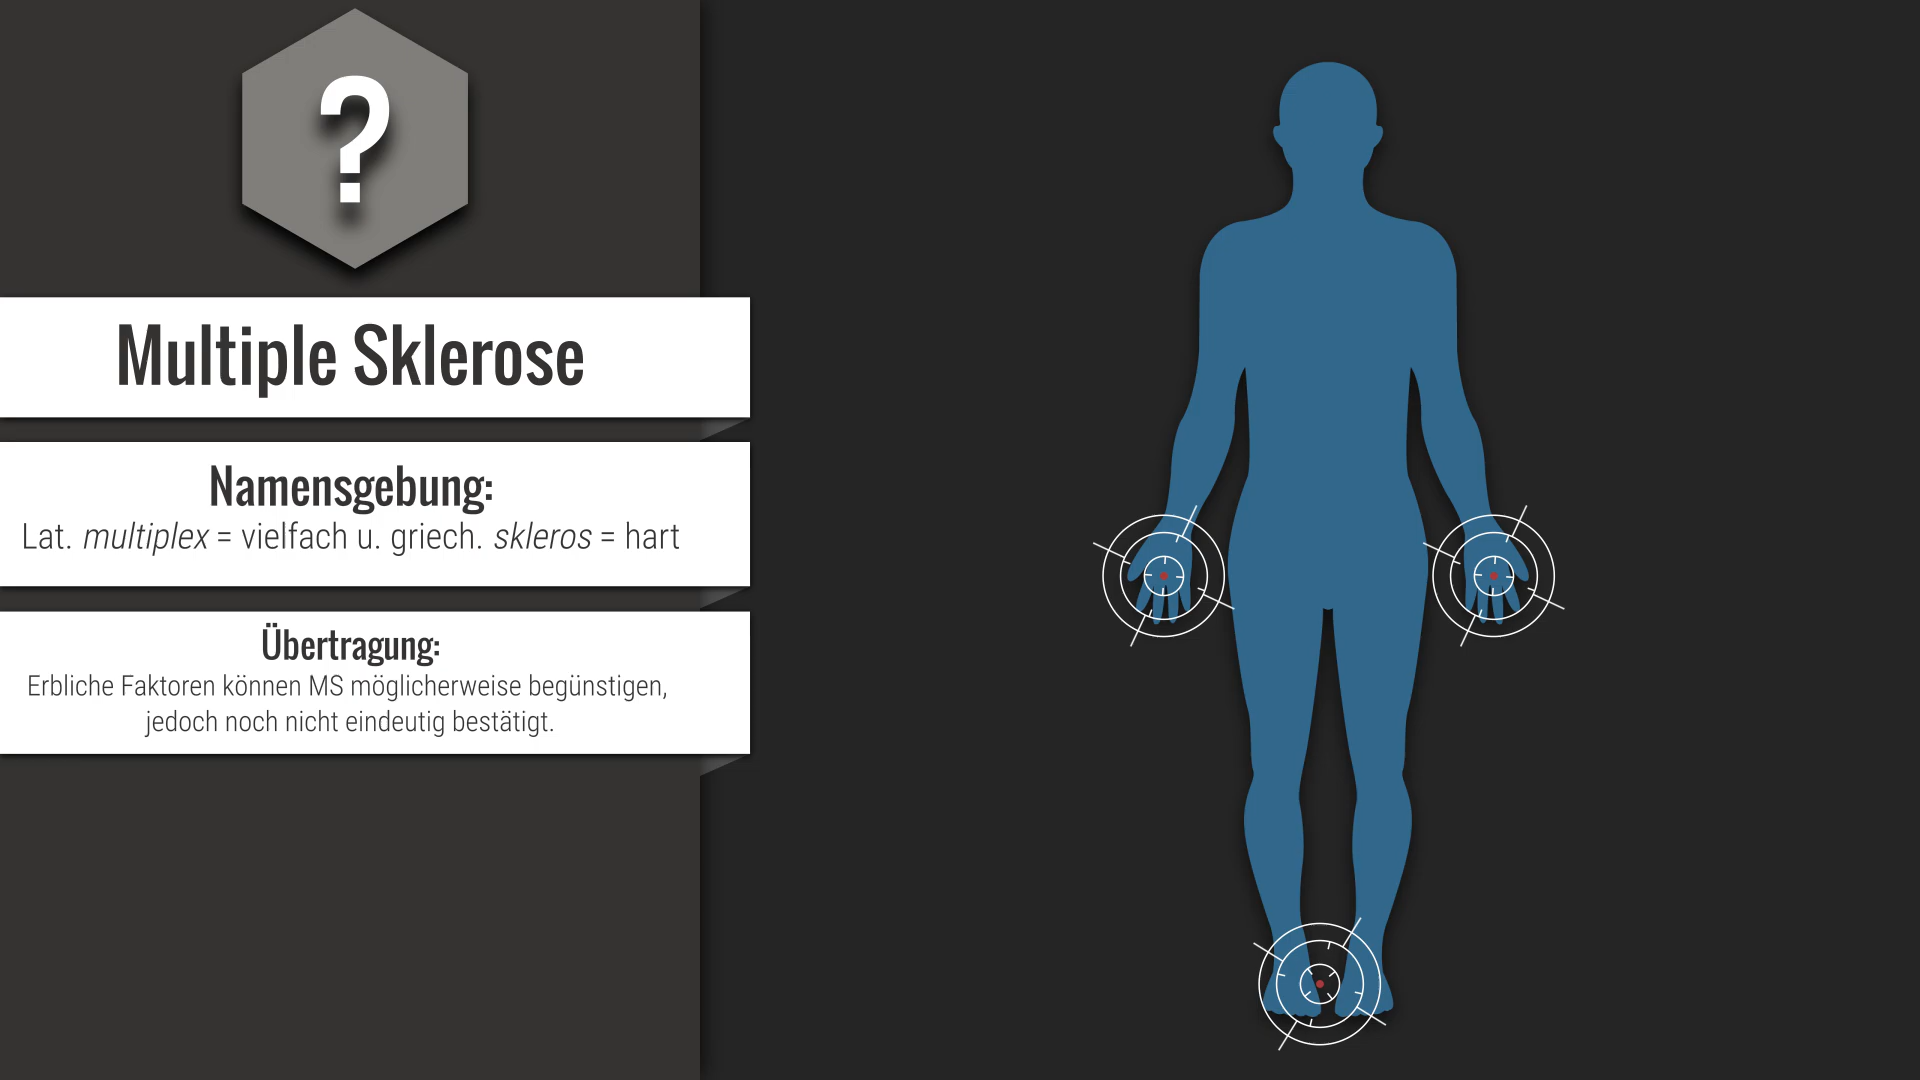 ?
Multiple Sklerose
Namensgebung:
Lat. multiplex = vielfach u. griech. skleros = hart
Übertragung:
Erbliche Faktoren können MS möglicherweise begünstigen,
jedoch noch nicht eindeutig bestätigt.